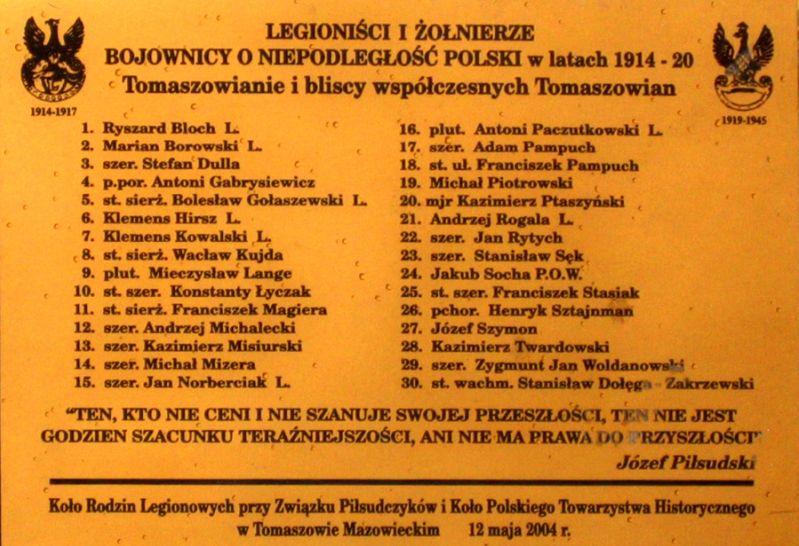 LEGIONIŚCI I ŻOŁNIERZE
BOJOWNICY O NIEPODLEGŁOŚĆ POLSKI w latach 1914 - 20
Tomaszowianie i bliscy współczesnych Tomaszowian
1914-1917
1919-1945
1. Ryszard Bloch L.
2. Marian Borowski L.
3. szer. Stefan Dulla
4. p.por. Antoni Gabrysiewicz
5. st. sierż. Bolesław Gołaszewski L.
6. Klemens Hirsz L.
7. Klemens Kowalski L.
8. st. sierż. Wacław Kujda
9. plut. Mieczysław Lange
10. st. szer. Konstanty Łyczak
11. st. sierż. Franciszek Magiera
12. szer. Andrzej Michalecki
13. szer. Kazimierz Misiurski
14. szer. Michał Mizera
15. szer. Jan Norberciak L.
16. plut. Antoni Paczutkowski L.
17. szer. Adam Pampuch
18. st. uł. Franciszek Pampuch
19. Michał Piotrowski
20. mjr Kazimierz Ptaszyński
21. Andrzej Rogala L.
22. szer. Jan Rytych
23. szer. Stanisław Sęk
24. Jakub Socha P.O.W.
25. st. szer. Franciszek Stasiak
26. pchor. Henryk Sztajnman
27. Józef Szymon
28. Kazimierz Twardowski
29. szer. Zygmunt Jan Woldanowski
30. st. wachm. Stanisław Dołęga - Zakrzewski
"TEN, KTO NIE CENI I NIE SZANUJE SWOJEJ PRZESZŁOŚCI, TEN NIE JEST
GODZIEN SZACUNKU TERAŹNIEJSZOŚCI, ANI NIE MA PRAWA DO PRZYSZŁOŚCI"
Józef Piłsudski
Koło Rodzin Legionowych przy Związku Piłsudczyków i Koło Polskiego Towarzystwa Historycznego
w Tomaszowie Mazowieckim 12 maja 2004 r.